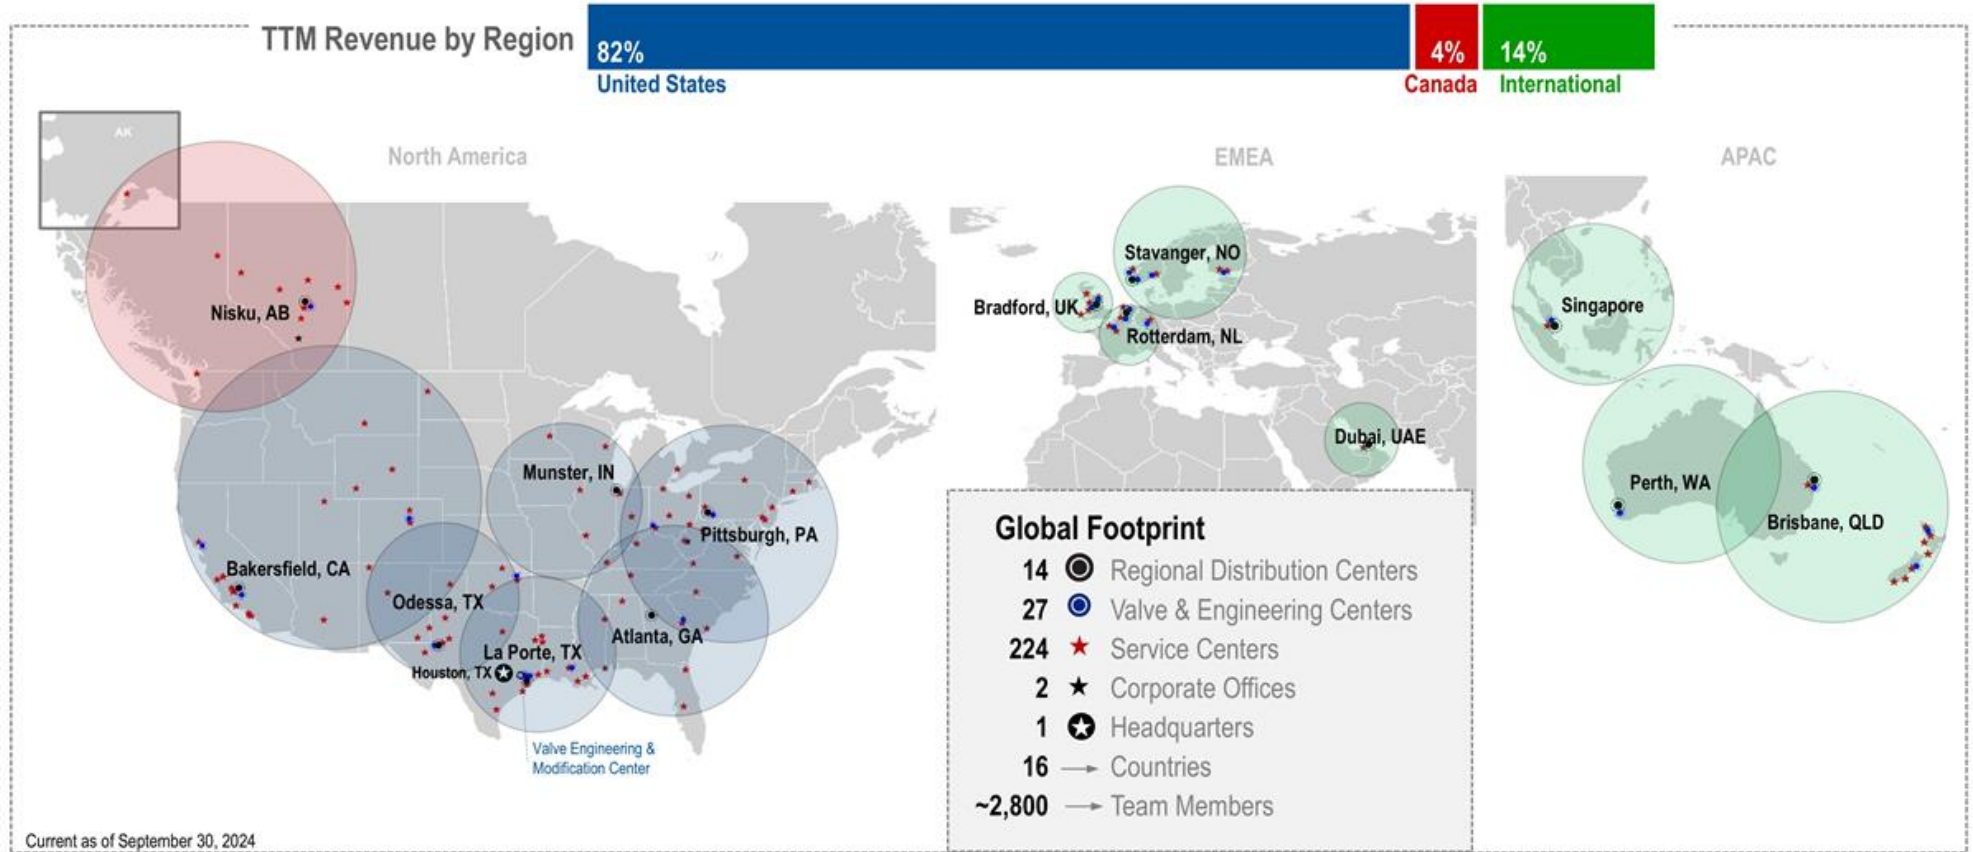 TTM Revenue by Region
82%
United States
4%
Canada
14%
International
AK
North America
EMEA
APAC
Nisku, AB
Munster, IN
Pittsburgh, PA
Bakersfield, CA
Odessa, TX
Atlanta, GA
La Porte, TX
Houston, TX
Valve Engineering &
Modification Center
Stavanger, NO
Bradford, UK
Rotterdam, NL
Dubai, UAE
Singapore
Perth, WA
Brisbane, QLD
Global Footprint
14 Regional Distribution Centers
27 Valve & Engineering Centers
224 Service Centers
2 Corporate Offices
1 Headquarters
16 Countries
~2,800 Team Members
Current as of September 30, 2024